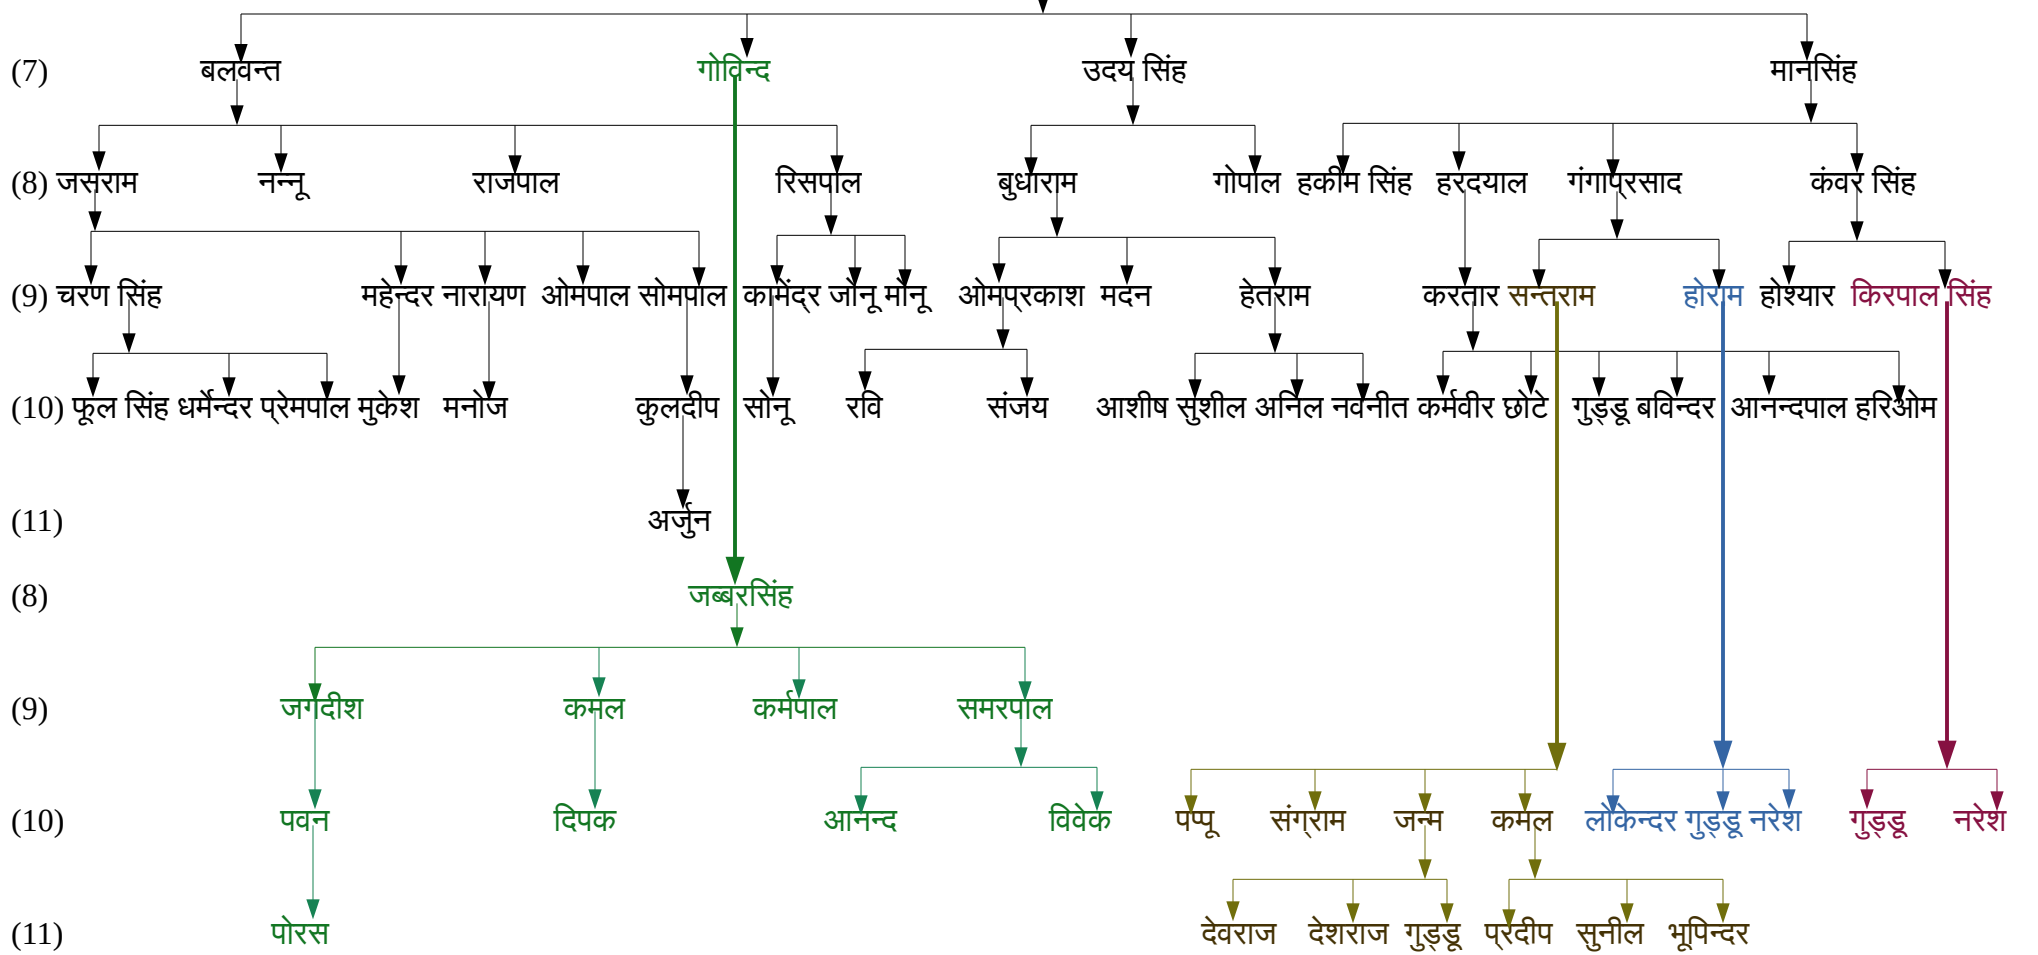 (7) बलवन्त गोविन्द उदय सिंह मानसिंह
(8) जसराम नन्नू राजपाल रिसपाल बुधाराम गोपाल हकीम सिंह हरदयाल गंगाप्रसाद कंवर सिंह
(9) चरण सिंह महेन्दर नारायण ओमपाल सोमपाल कामेंद्र जौनू मौनू ओमप्रकाश मदन हेतराम करतार सन्तराम होराम होश्यार किरपाल सिंह
(10) फूल सिंह धर्मेन्दर प्रेमपाल मुकेश मनोज कुलदीप सोनू रवि संजय आशीष सुशील अनिल नवनीत कर्मवीर छोटे गुड्डू बविन्दर आनन्दपाल हरिओम
(11) अर्जुन
(8) जब्बरसिंह
(9) जगदीश कमल कर्मपाल समरपाल
(10) पवन दिपक आनन्द विवेक पप्पू संग्राम जन्म कमल लोकेन्दर गुड्डू नरेश गुड्डू नरेश
(11) पोरस देवराज देशराज गुड्डू प्रदीप सुनील भूपिन्दर